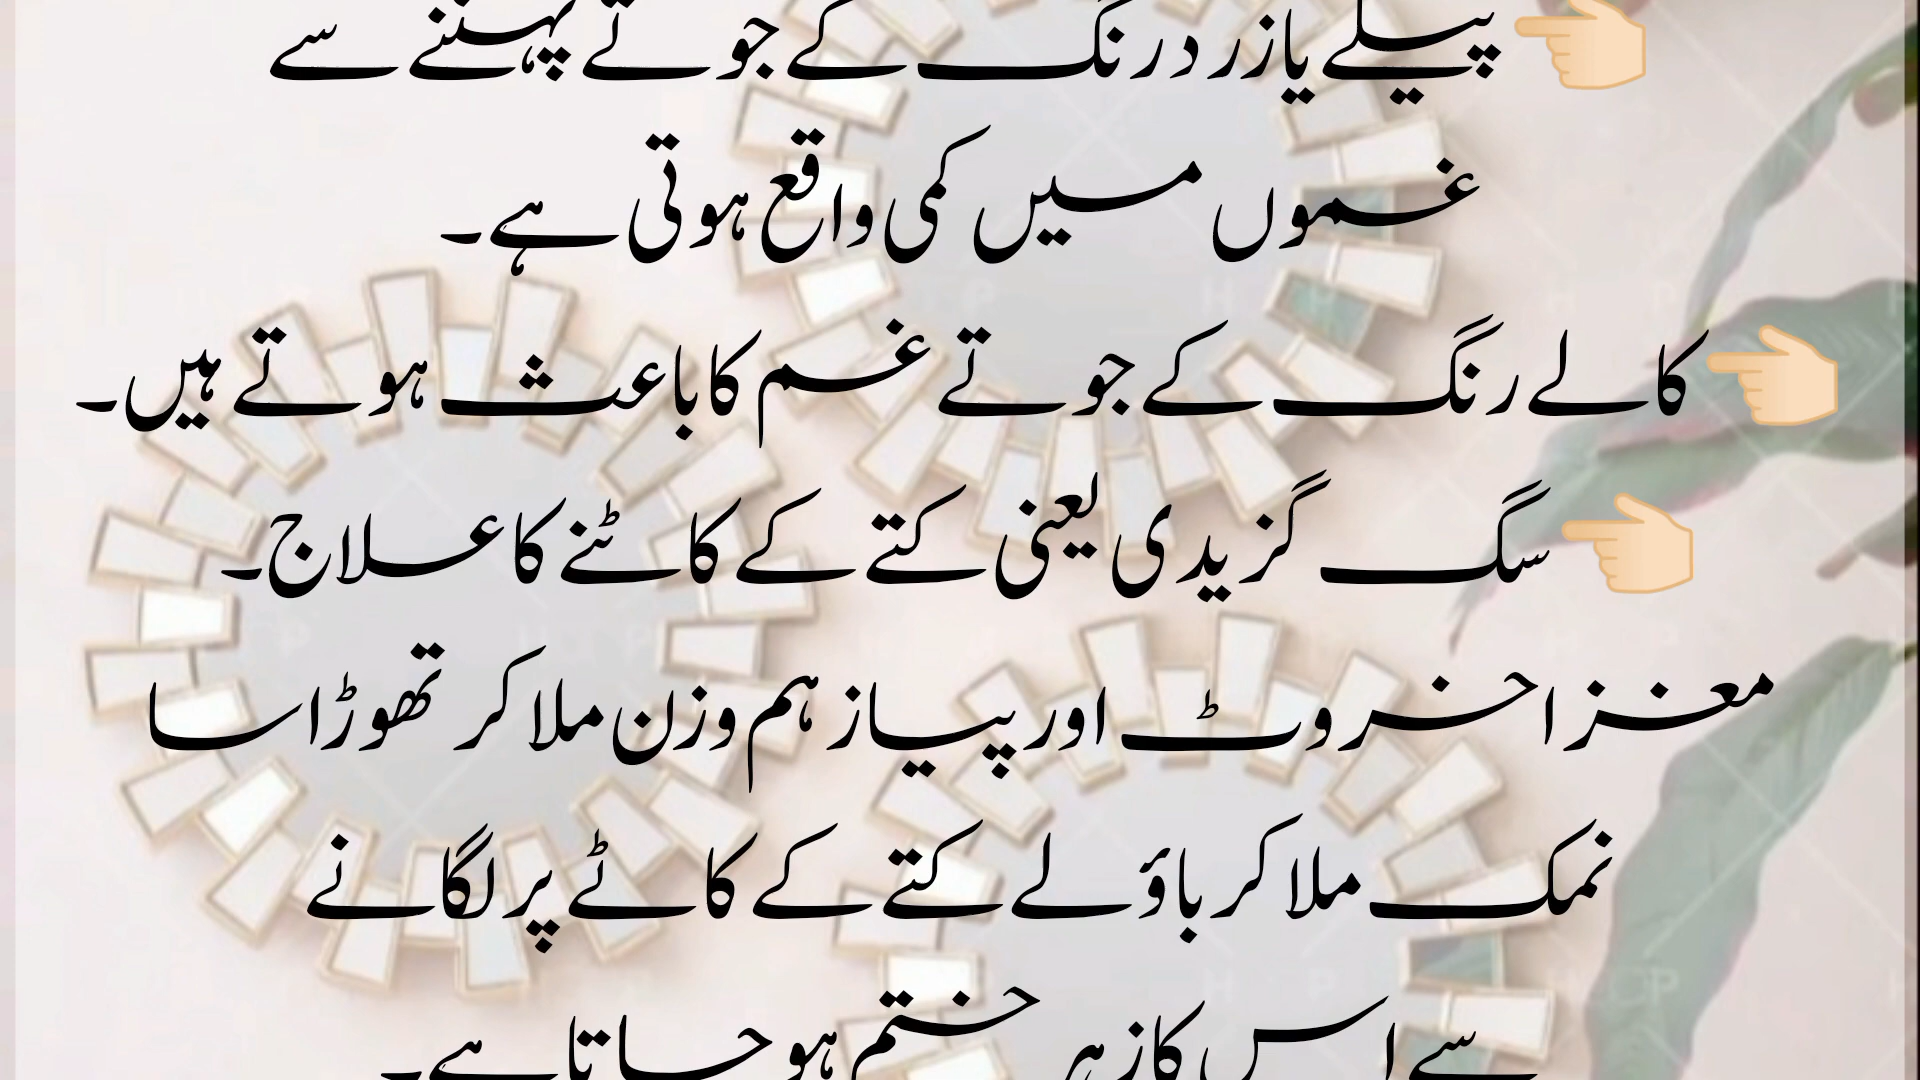 👈🏻پیلے یا زرد رنگ کے جوتے پہننے سے
غموں میں کمی واقع ہوتی ہے۔
👈🏻کالے رنگ کے جوتے غم کا باعث ہوتے ہیں۔
👈🏻سگ گزیدی یعنی کتے کے کاٹنے کا علاج۔
مغز اخروٹ اور پیاز ہم وزن ملا کر تھوڑا سا
نمک ملا کر باؤلے کتے کے کاٹے پر لگانے
سے اس کا زہر ختم ہو جاتا ہے۔